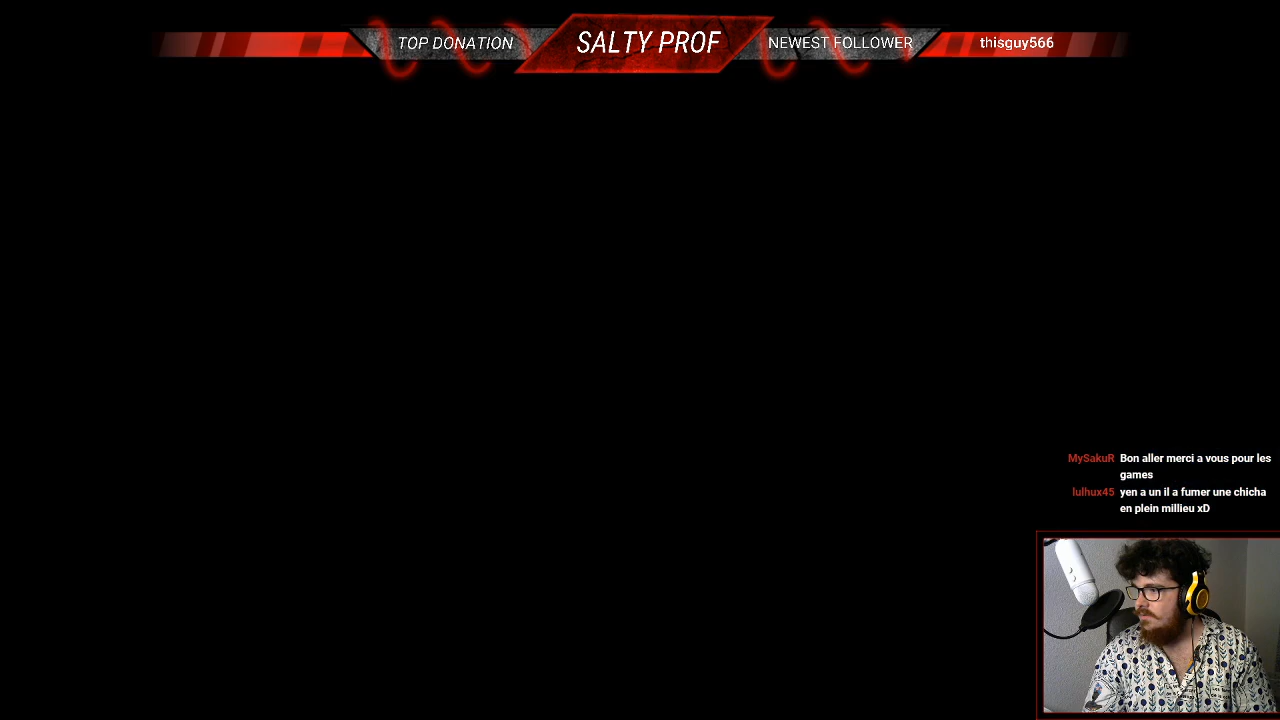 TOP DONATION
SALTY PROF
NEWEST FOLLOWER
thisguy566
MySakuR Bon aller merci a vous pour les
games
lulhux45 yen a un il a fumer une chicha
en plein millieu xD